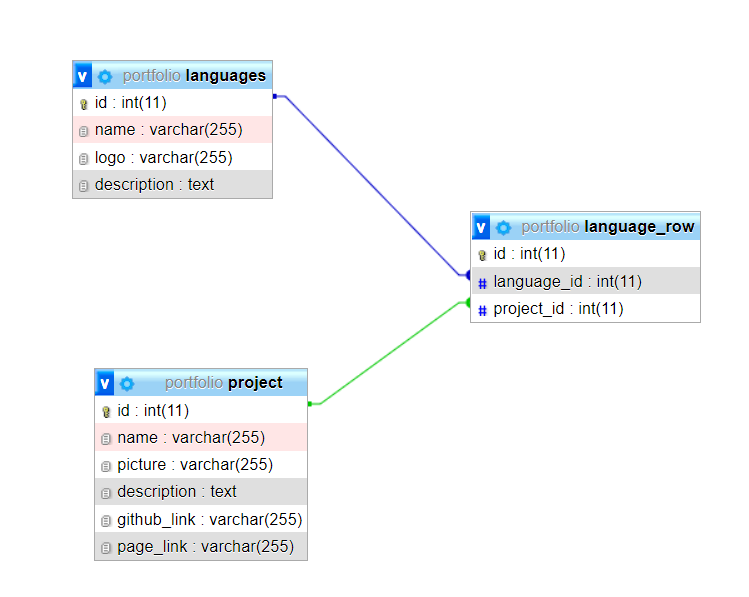 v portfolio languages
id : int(11)
name : varchar(255)
logo : varchar(255)
description : text
v portfolio language_row
id : int(11)
# language_id : int(11)
# project_id : int(11)
v portfolio project
id : int(11)
name : varchar(255)
picture : varchar(255)
description : text
github_link : varchar(255)
page_link : varchar(255)